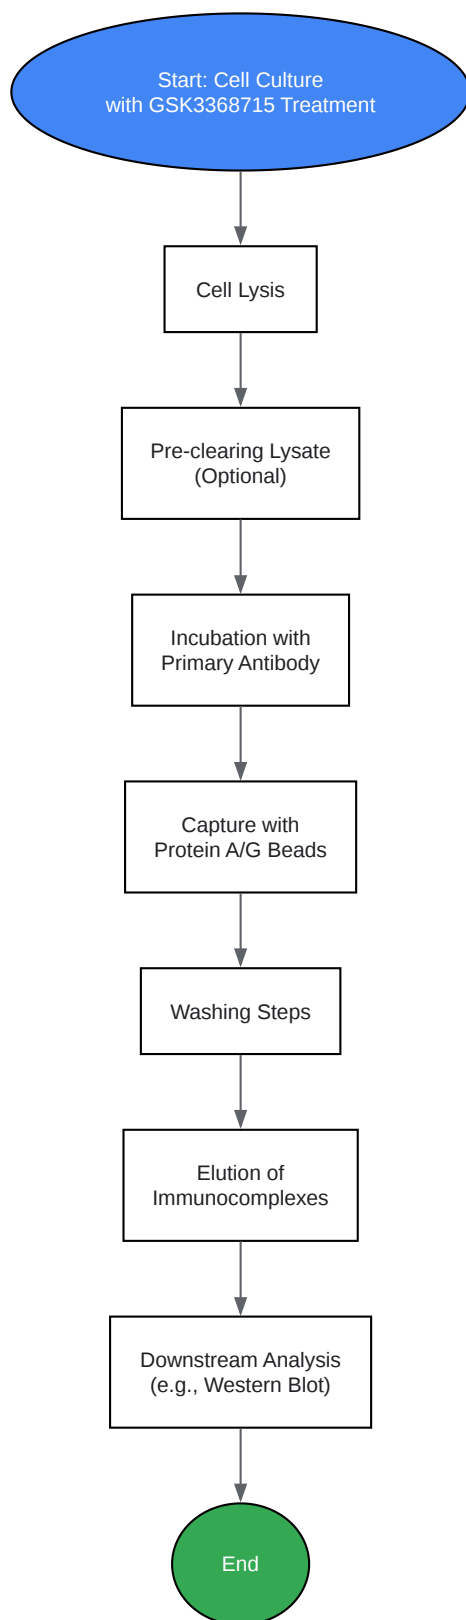 Start: Cell Culture
with GSK3368715 Treatment
Cell Lysis
Pre-clearing Lysate
(Optional)
Incubation with
Primary Antibody
Capture with
Protein A/G Beads
Washing Steps
Elution of
Immunocomplexes
Downstream Analysis
(e.g., Western Blot)
End